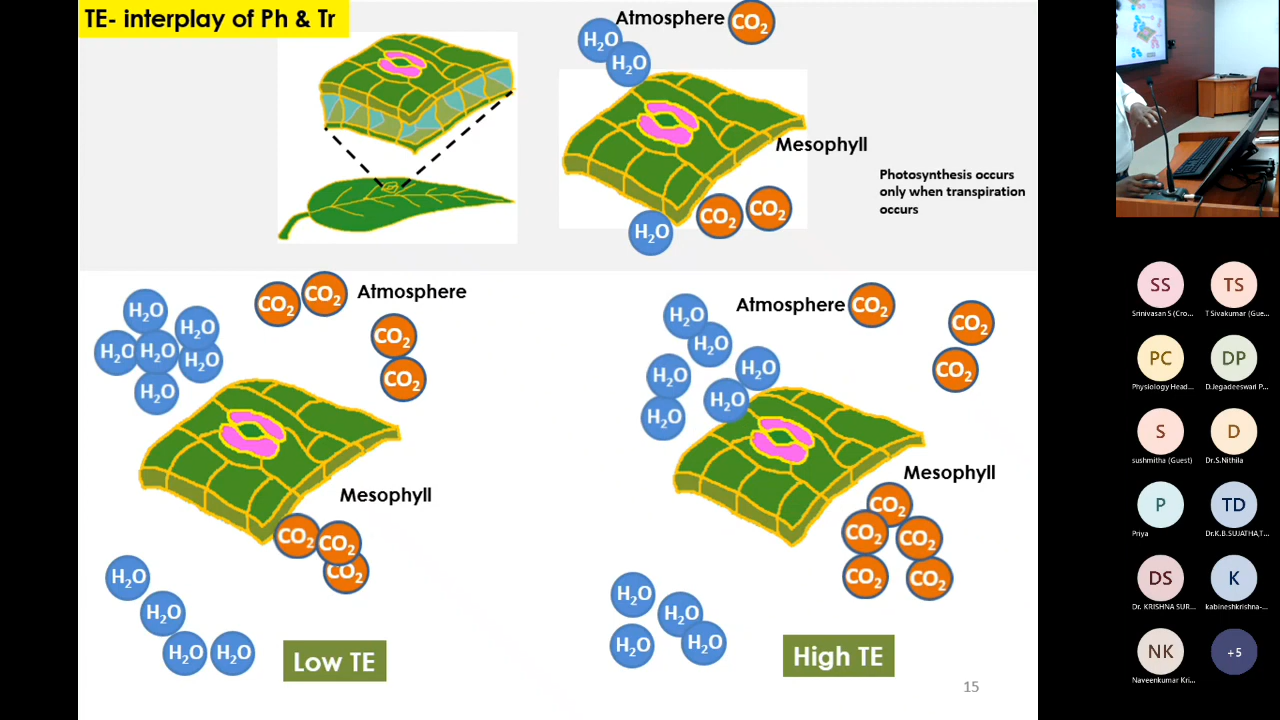 TE- interplay of Ph & Tr
Atmosphere
CO2
H2O
H2O
Mesophyll
Photosynthesis occurs
only when transpiration
occurs
CO2
CO2
H2O
CO2
CO2
Atmosphere
H2O
H2O
H2O
H2O
H2O
H2O
CO2
CO2
Mesophyll
CO2
CO2
CO2
H2O
H2O
H2O
H2O
Low TE
Atmosphere
CO2
CO2
CO2
H2O
H2O
H2O
H2O
H2O
H2O
Mesophyll
CO2
CO2
CO2
CO2
CO2
H2O
H2O
H2O
H2O
High TE
15
SS
Srinivasan S (Cro...
TS
T Sivakumar (Gue...
PC
Physiology Head...
DP
D.Jegadeeswari P...
S
sushmitha (Guest)
D
Dr.S.Nithila
P
Priya
TD
Dr.K.B.SUJATHA,T...
DS
Dr. KRISHNA SUR...
K
kabineshkrishna-...
NK
Naveenkumar Kri...
+5